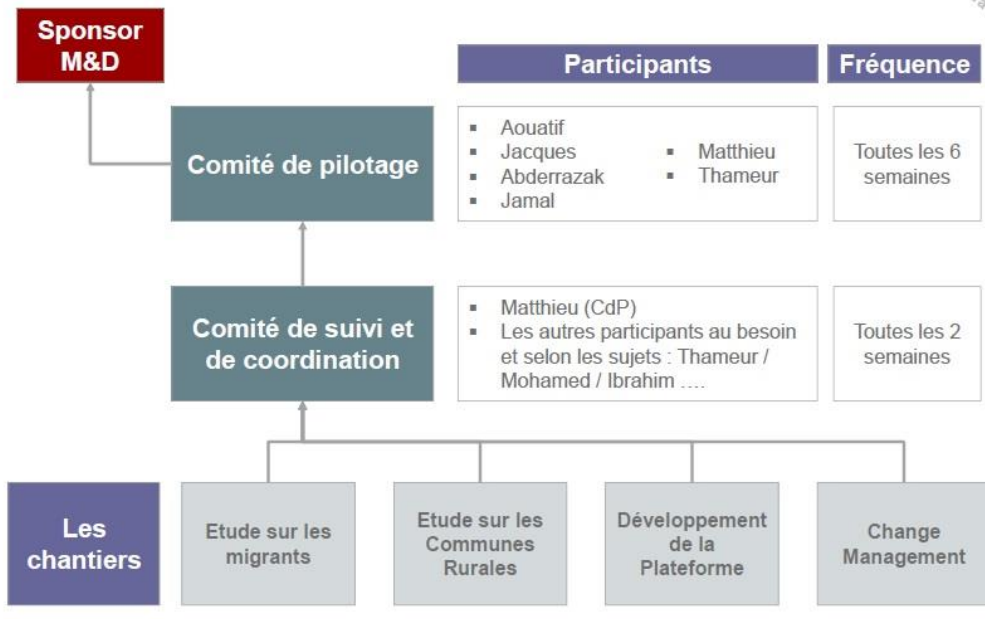 Sponsor
M&D
Participants
Fréquence
Comité de pilotage
▪ Aouatif
▪ Jacques
▪ Abderrazak
▪ Jamal
▪ Matthieu
▪ Thameur
Toutes les 6
semaines
Comité de suivi et
de coordination
▪ Matthieu (CdP)
▪ Les autres participants au besoin
et selon les sujets : Thameur /
Mohamed / Ibrahim ….
Toutes les 2
semaines
Les
chantiers
Etude sur les
migrants
Etude sur les
Communes
Rurales
Développement
de la
Plateforme
Change
Management